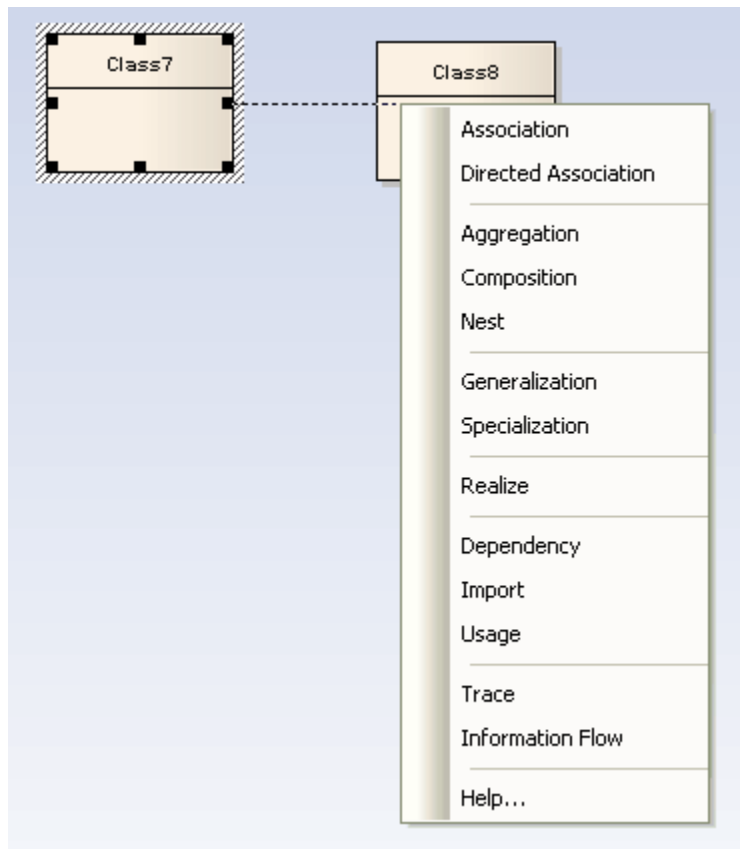 Class7
Class8
Association
Directed Association
Aggregation
Composition
Nest
Generalization
Specialization
Realize
Dependency
Import
Usage
Trace
Information Flow
Help...